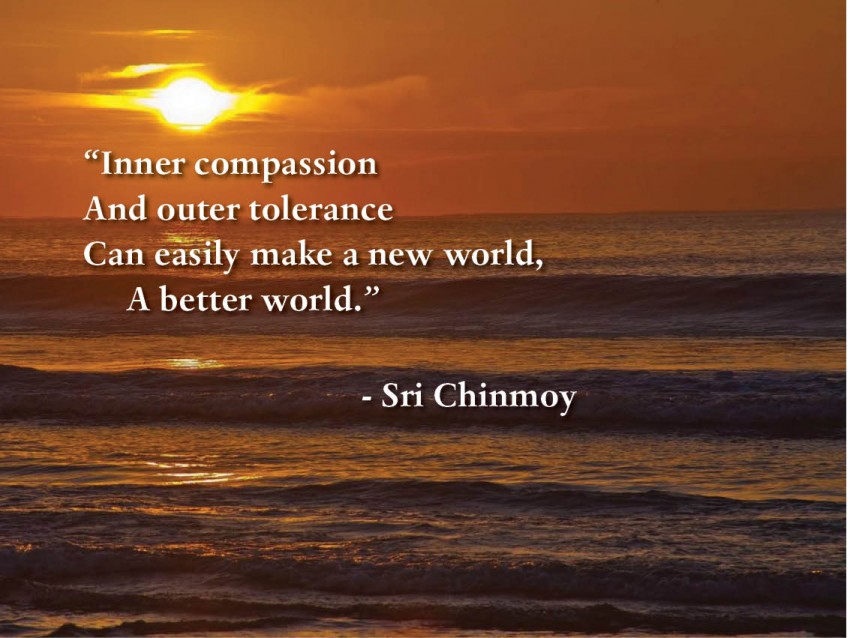 “Inner compassion
And outer tolerance
Can easily make a new world,
A better world.”
- Sri Chinmoy